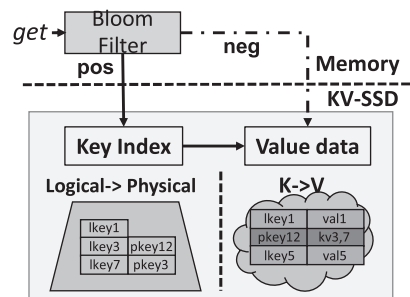 get
Bloom
Filter
pos
neg
Memory
KV-SSD
Key Index
Value data
Logical-> Physical
K->V
lkey1
lkey3 pkey12
lkey7 pkey3
lkey1 val1
pkey12 kv3,7
lkey5 val5